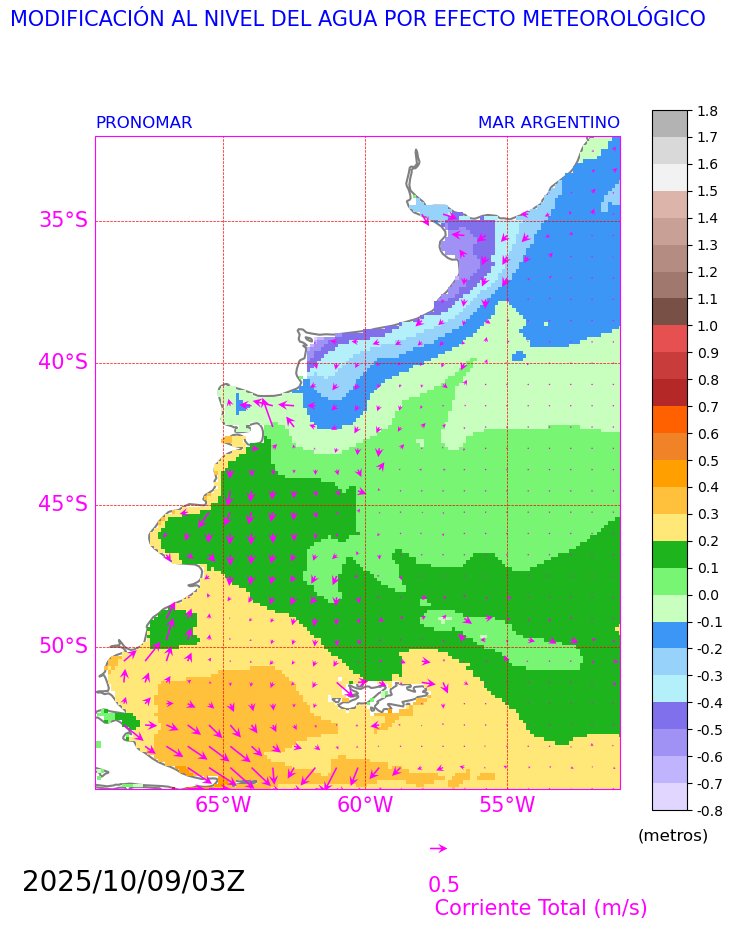 MODIFICACIÓN AL NIVEL DEL AGUA POR EFECTO METEOROLÓGICO
PRONOMAR
MAR ARGENTINO
35°S
40°S
45°S
50°S
65°W
60°W
55°W
1.8
1.7
1.6
1.5
1.4
1.3
1.2
1.1
1.0
0.9
0.8
0.7
0.6
0.5
0.4
0.3
0.2
0.1
0.0
-0.1
-0.2
-0.3
-0.4
-0.5
-0.6
-0.7
-0.8
(metros)
2025/10/09/03Z
0.5
Corriente Total (m/s)